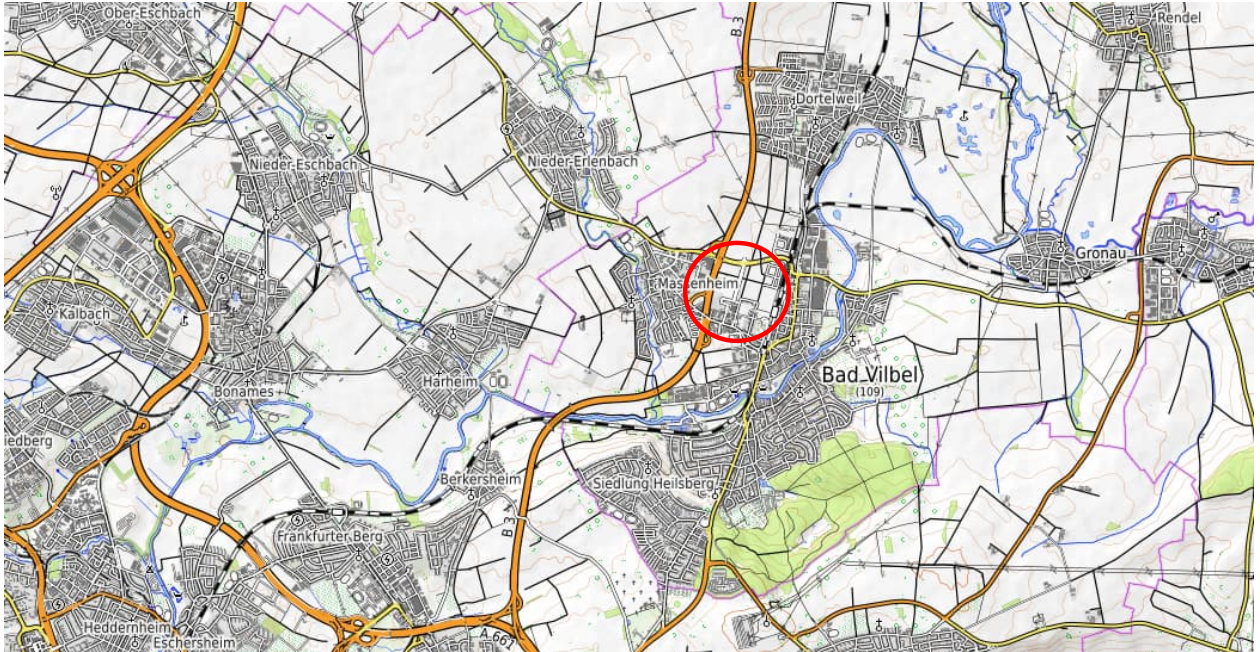 Ober-Eschbach
Rendel
B 3
Dortelweil
Nieder-Eschbach
Nieder-Erlenbach
Gronau
Massenheim
Kalbach
Harheim
Bad Vilbel
(109)
Bonames
iedberg
Berkersheim
Siedlung Heilsberg
B 3
Frankfurter Berg
Heddernheim
A 661
Eschersheim